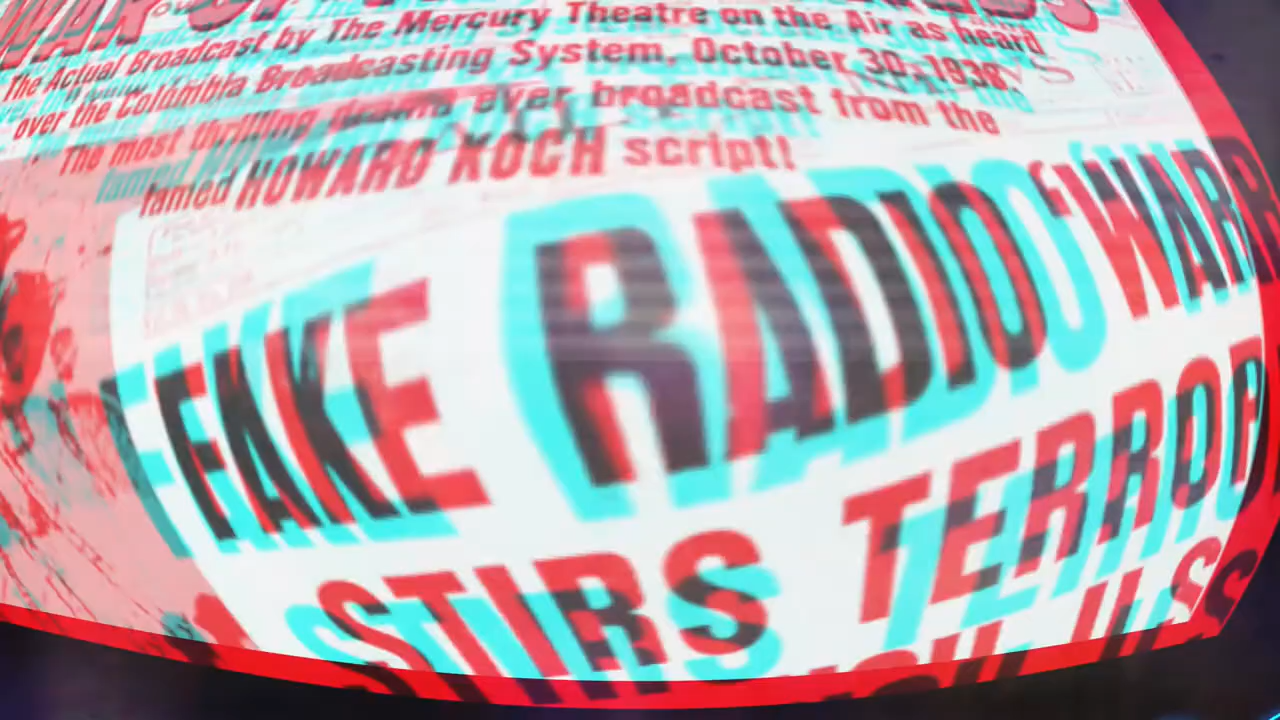 The Actual Broadcast by The Mercury Theatre on the Air as heard
over the Columbia Broadcasting System, October 30, 1938.
The most thrilling drama ever broadcast from the
famed HOWARD KOCH script!
FAKE RADIO 'WAR
STIRS TERROR